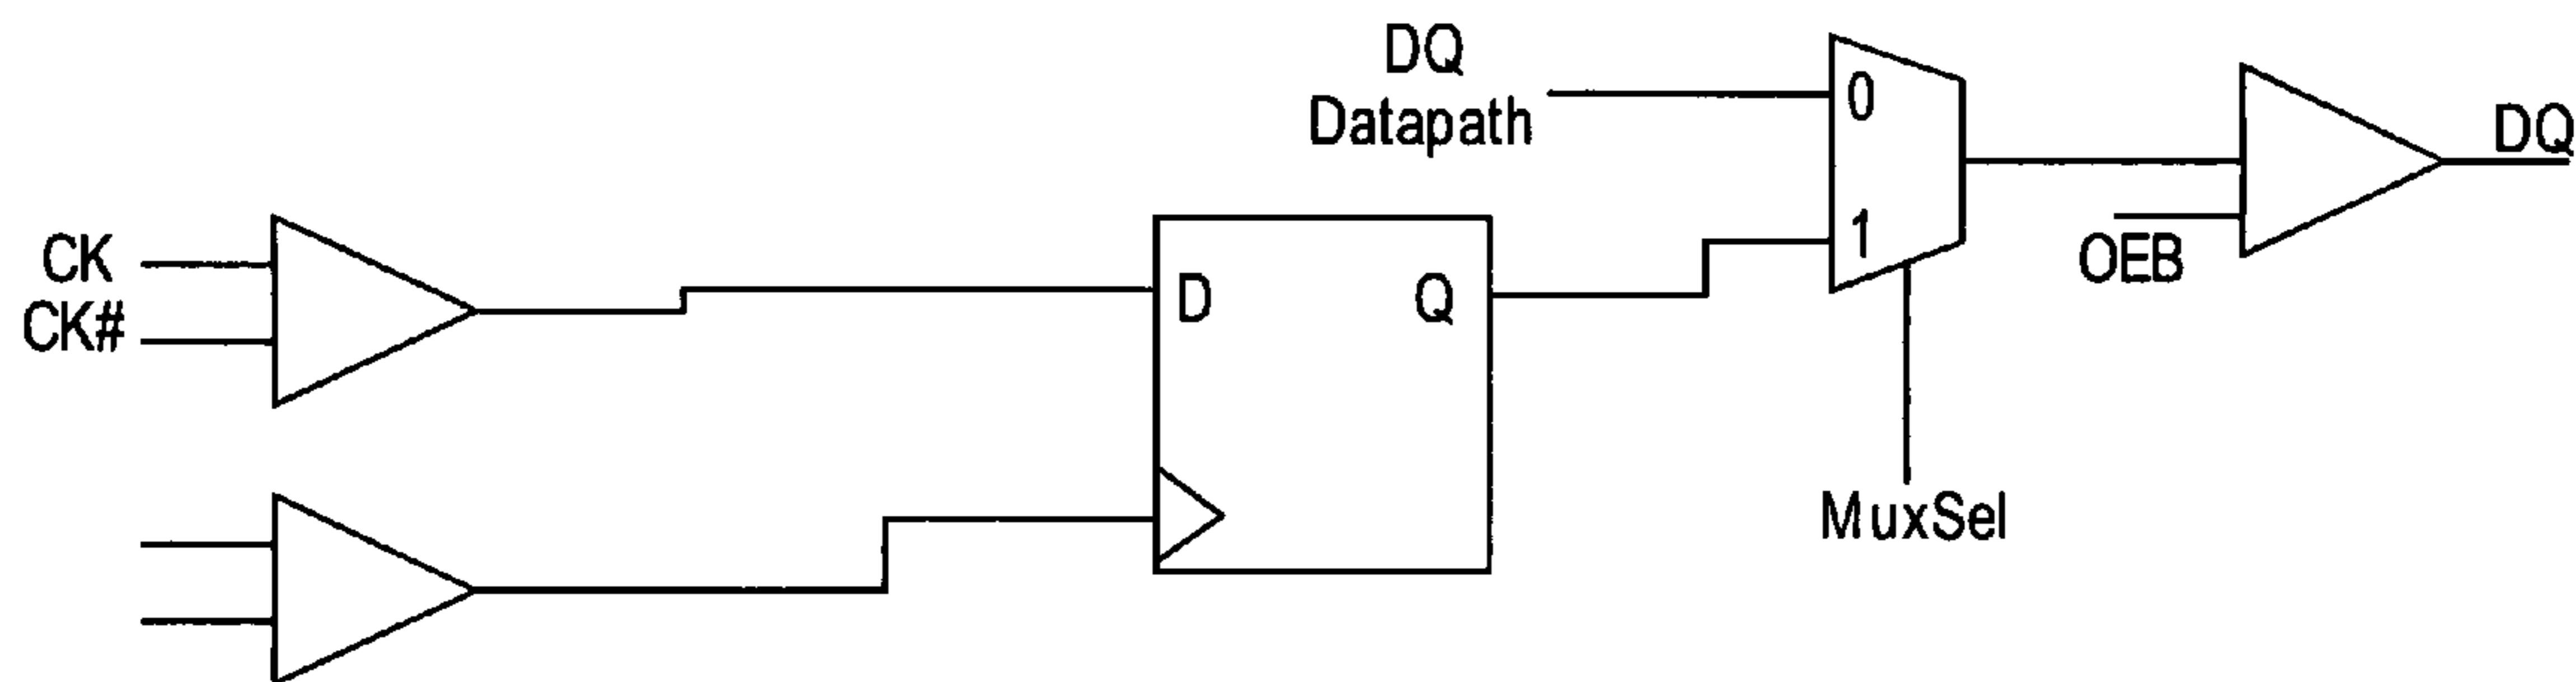 DQ
Datapath
0
DQ
1
CK
CK#
OEB
D
Q
MuxSel